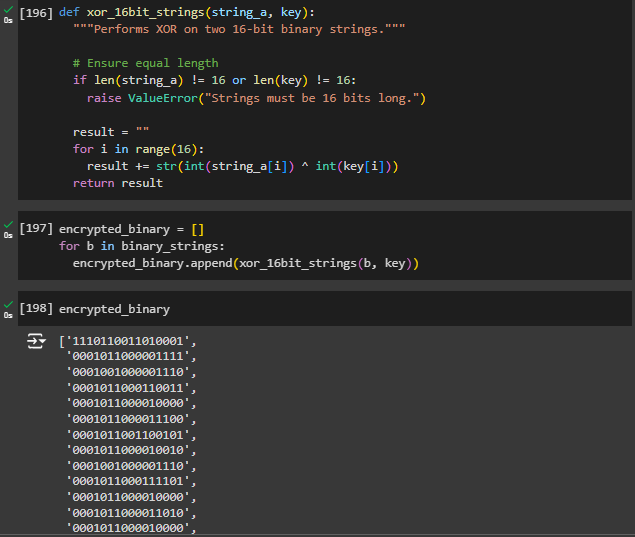 [196] def xor_16bit_strings(string_a, key):
0s
"""Performs XOR on two 16-bit binary strings."""
# Ensure equal length
if len(string_a) != 16 or len(key) != 16:
raise ValueError("Strings must be 16 bits long.")
result = ""
for i in range(16):
result += str(int(string_a[i]) ^ int(key[i]))
return result
[197] encrypted_binary = []
0s
for b in binary_strings:
encrypted_binary.append(xor_16bit_strings(b, key))
[198] encrypted_binary
0s
['1110110011010001',
'0001011000001111',
'0001001000001110',
'0001011000110011',
'0001011000010000',
'0001011000011100',
'0001011001100101',
'0001011000010010',
'0001001000001110',
'0001011000111101',
'0001011000010000',
'0001011000011010',
'0001011000010000',